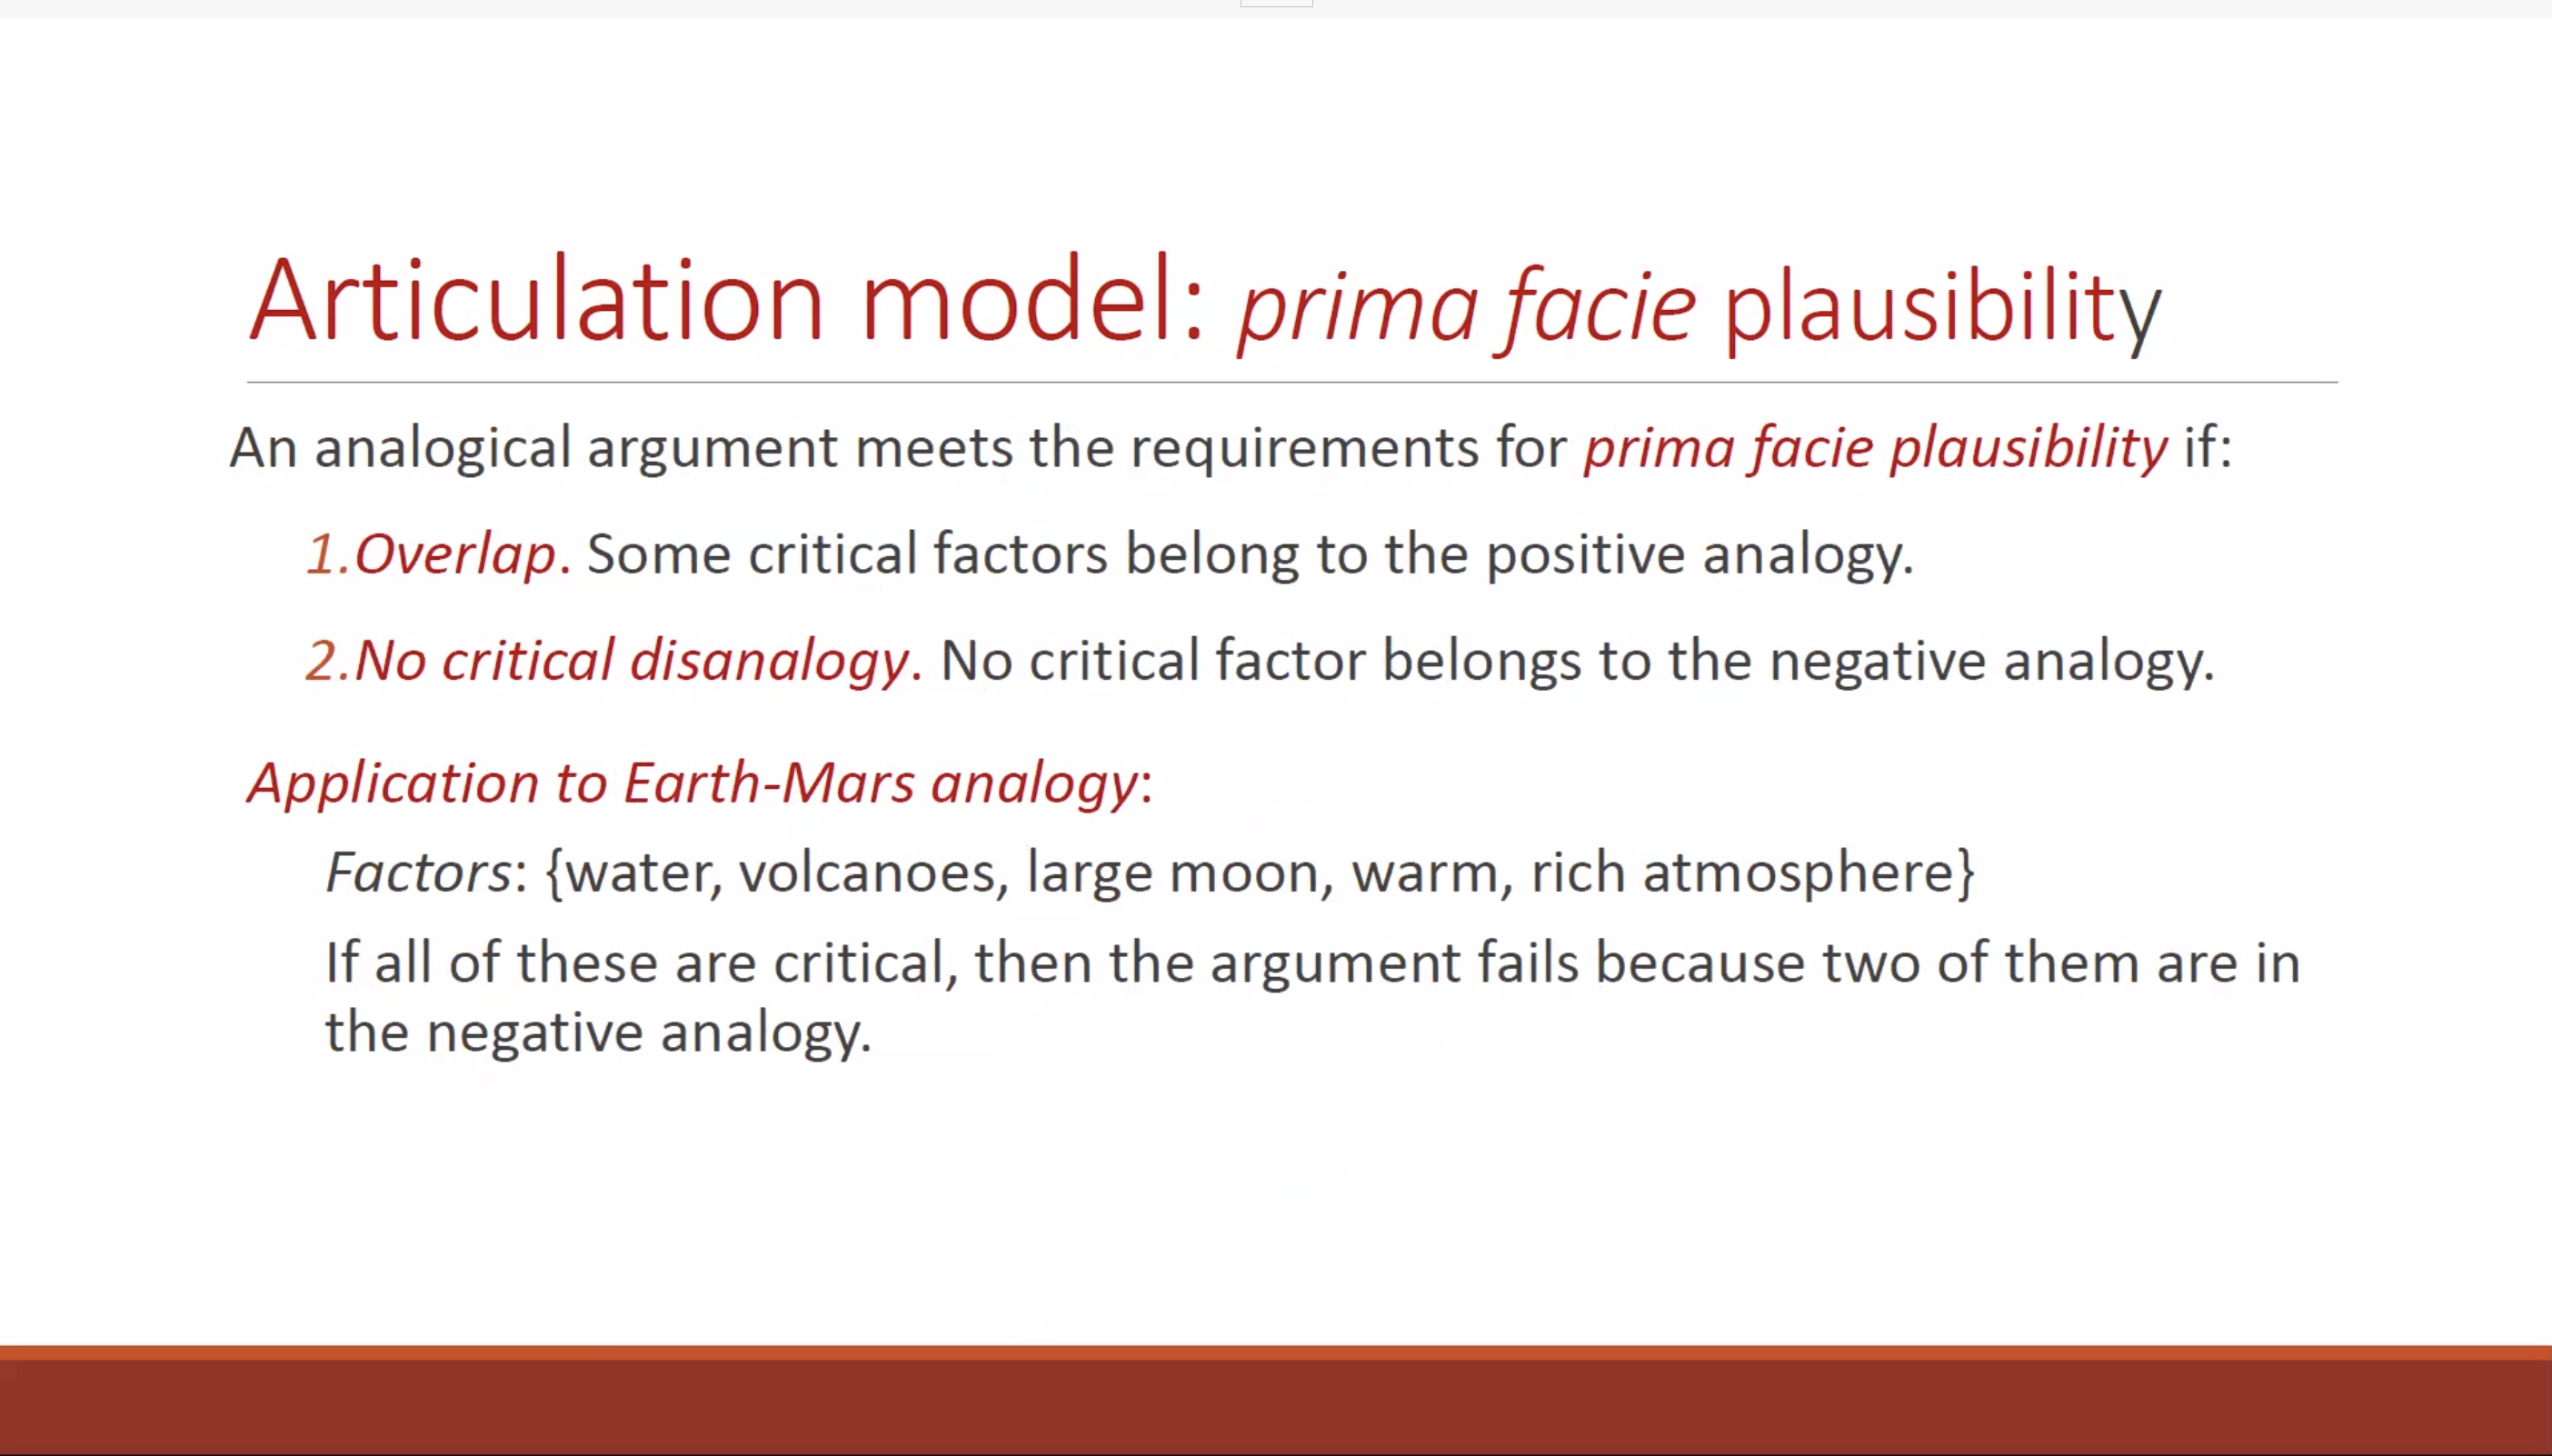 Articulation model: prima facie plausibility
An analogical argument meets the requirements for prima facie plausibility if:
1.Overlap. Some critical factors belong to the positive analogy.
2.No critical disanalogy. No critical factor belongs to the negative analogy.
Application to Earth-Mars analogy:
Factors: {water, volcanoes, large moon, warm, rich atmosphere}
If all of these are critical, then the argument fails because two of them are in
the negative analogy.